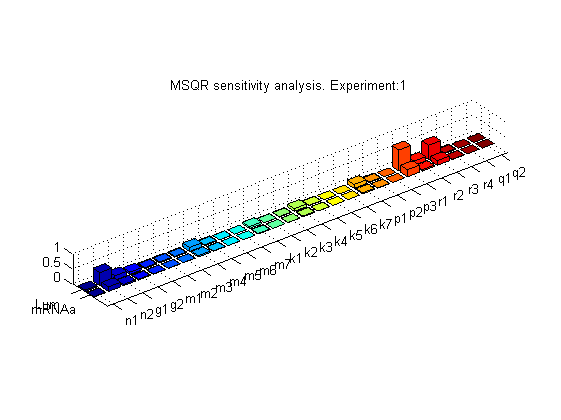 MSQR sensitivity analysis. Experiment:1
1
0.5
0
Lum
mRNAa
n1
n2
g1
g2
m1
m2
m3
m4
m5
m6
m7
k1
k2
k3
k4
k5
k6
k7
p1
p2
p3
r1
r2
r3
r4
q1
q2